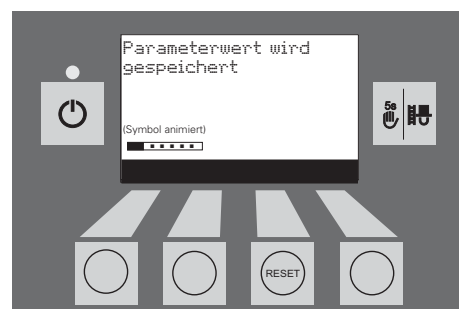 Parameterwert wird
gespeichert
5s
(Symbol animiert)
RESET